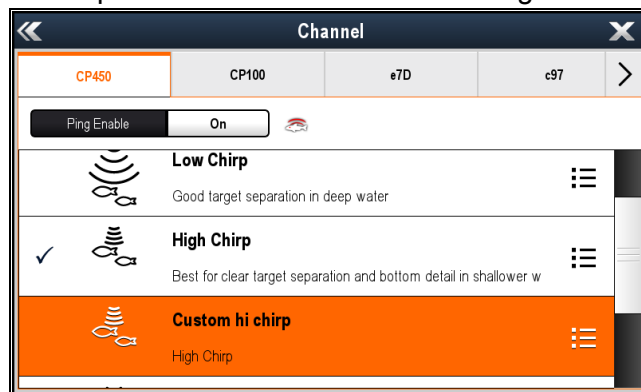 Channel
CP450 CP100 e7D c97
Ping Enable On
Low Chirp
Good target separation in deep water
High Chirp
Best for clear target separation and bottom detail in shallower w
Custom hi chirp
High Chirp